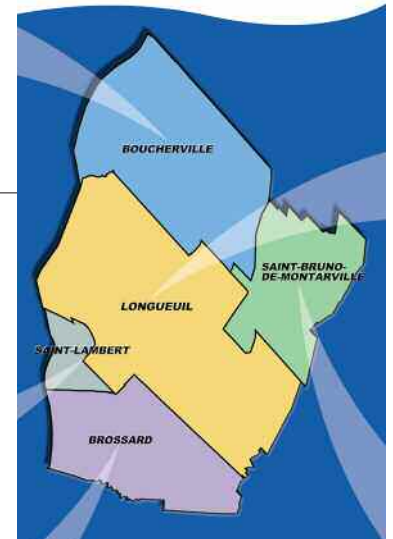 BOUCHERVILLE
SAINT-BRUNO-
DE-MONTARVILLE
LONGUEUIL
SAINT-LAMBERT
BROSSARD